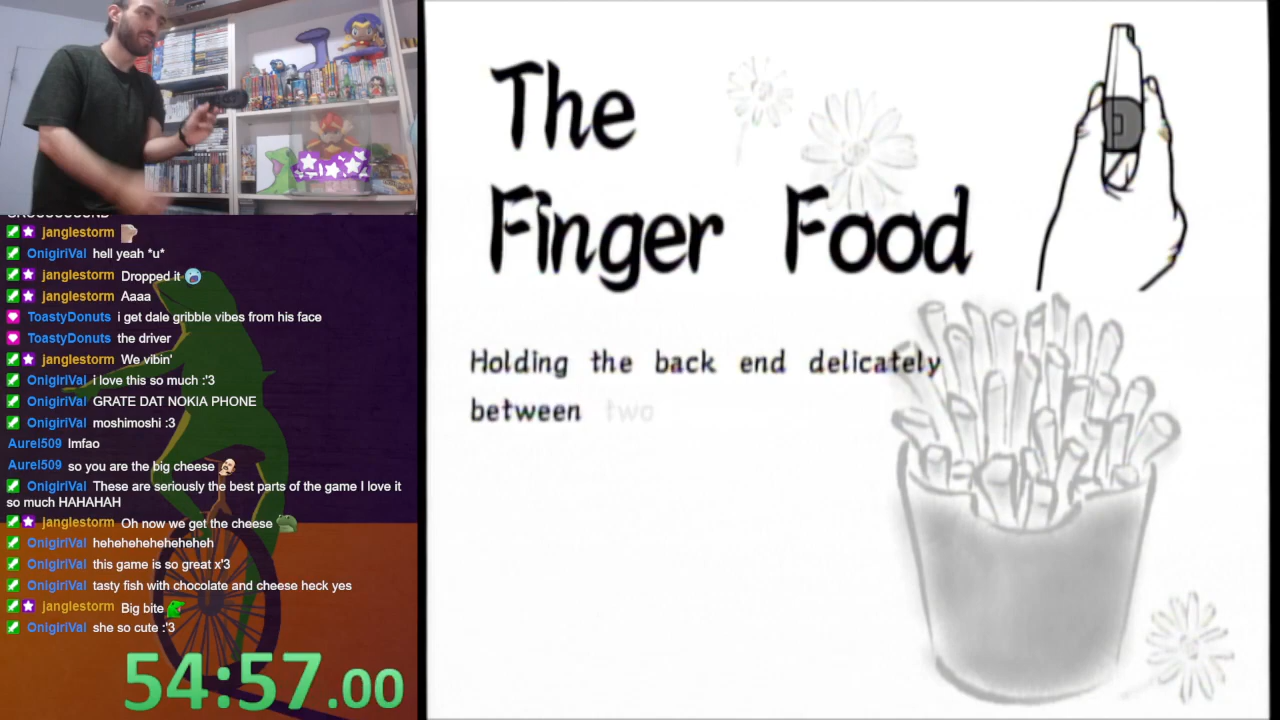 janglestorm
OnigiriVal hell yeah *u*
janglestorm Dropped it
janglestorm Aaaa
ToastyDonuts i get dale gribble vibes from his face
ToastyDonuts the driver
janglestorm We vibin'
OnigiriVal i love this so much :'3
OnigiriVal GRATE DAT NOKIA PHONE
OnigiriVal moshimoshi :3
Aurel509 lmfao
Aurel509 so you are the big cheese
OnigiriVal These are seriously the best parts of the game I love it
so much HAHAHAH
janglestorm Oh now we get the cheese
OnigiriVal heheheheheheheh
OnigiriVal this game is so great x'3
OnigiriVal tasty fish with chocolate and cheese heck yes
janglestorm Big bite
OnigiriVal she so cute :'3
54:57.00
The
Finger Food
Holding the back end delicately
between two